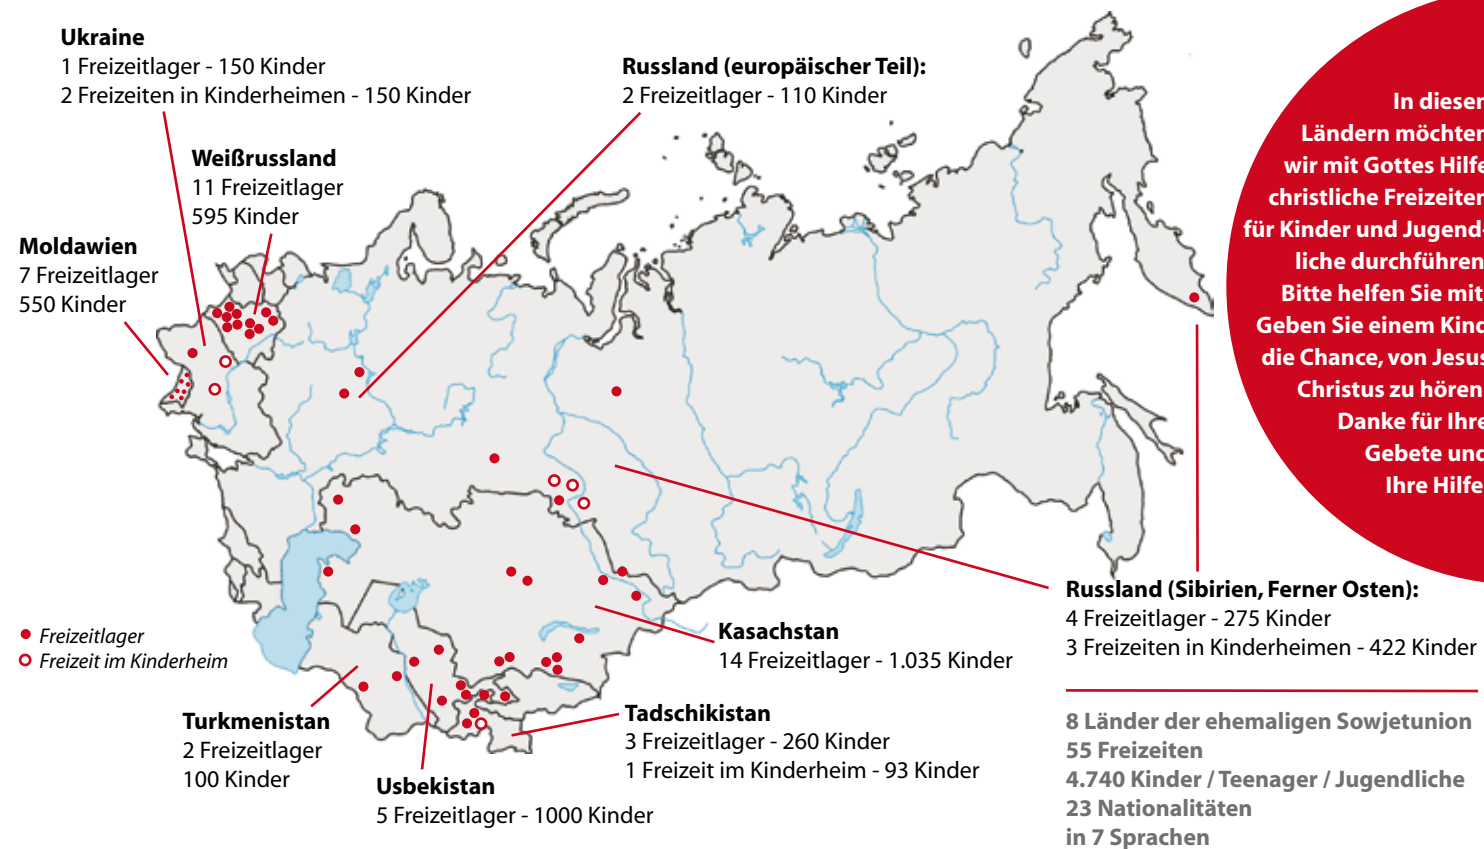 Ukraine
1 Freizeitlager - 150 Kinder
2 Freizeiten in Kinderheimen - 150 Kinder
Russland (europäischer Teil):
2 Freizeitlager - 110 Kinder
Weißrussland
11 Freizeitlager
595 Kinder
Moldawien
7 Freizeitlager
550 Kinder
In diesen
Ländern möchten
wir mit Gottes Hilfe
christliche Freizeiten
für Kinder und Jugend-
liche durchführen
Bitte helfen Sie mit
Geben Sie einem Kind
die Chance, von Jesus
Christus zu hören
Danke für Ihre
Gebete und
Ihre Hilfe
Freizeitlager
Freizeit im Kinderheim
Turkmenistan
2 Freizeitlager
100 Kinder
Usbekistan
5 Freizeitlager - 1000 Kinder
Tadschikistan
3 Freizeitlager - 260 Kinder
1 Freizeit im Kinderheim - 93 Kinder
Kasachstan
14 Freizeitlager - 1.035 Kinder
Russland (Sibirien, Ferner Osten):
4 Freizeitlager - 275 Kinder
3 Freizeiten in Kinderheimen - 422 Kinder
8 Länder der ehemaligen Sowjetunion
55 Freizeiten
4.740 Kinder / Teenager / Jugendliche
23 Nationalitäten
in 7 Sprachen